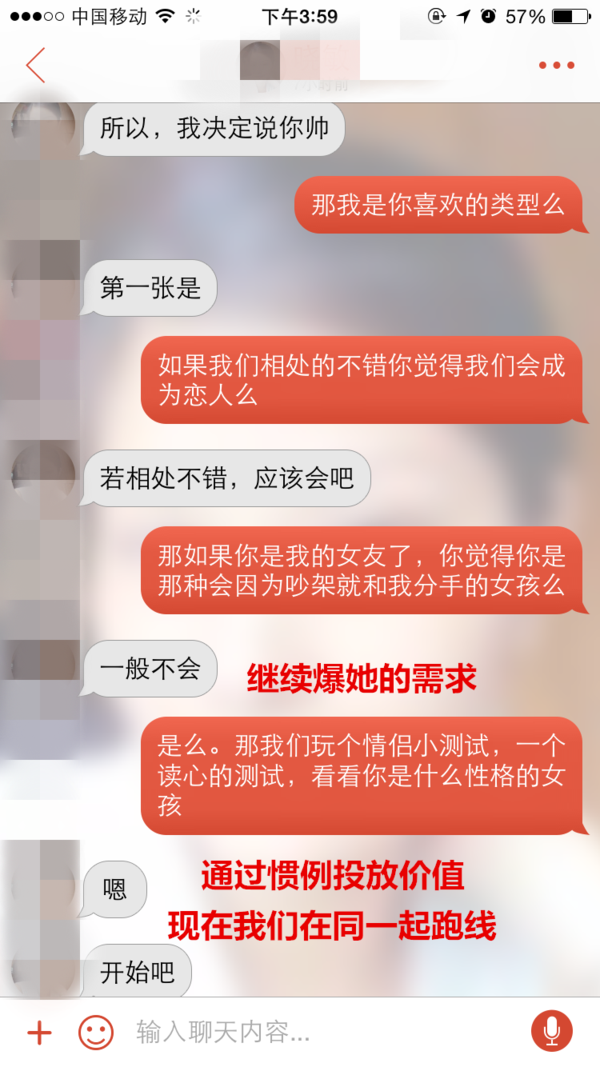 中国移动
下午3:59
57%
所以，我决定说你帅
那我是你喜欢的类型么
第一张是
如果我们相处的不错你觉得我们会成
为恋人么
若相处不错，应该会吧
那如果你是我的女友了，你觉得你是
那种会因为吵架就和我分手的女孩么
一般不会
继续爆她的需求
是么。那我们玩个情侣小测试，一个
读心的测试，看看你是什么性格的女
孩
嗯
通过惯例投放价值
现在我们在同一起跑线
开始吧
输入聊天内容...